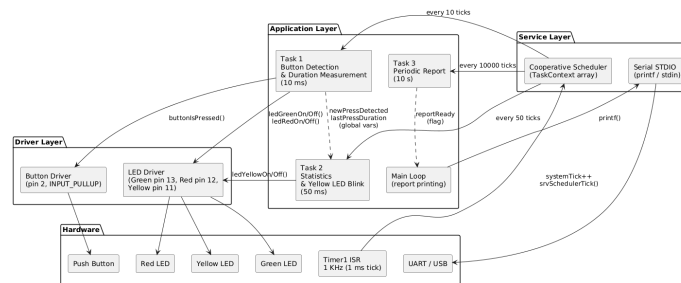 every 10 ticks
Application Layer
Service Layer
Task 1
Button Detection
& Duration Measurement
(10 ms)
Task 3
Periodic Report
(10 s)
every 10000 ticks
Cooperative Scheduler
(TaskContext array)
Serial STDIO
(printf / stdin)
buttonIsPressed()
ledGreenOn/Off()
ledRedOn/Off()
newPressDetected
lastPressDuration
(global vars)
reportReady
(flag)
every 50 ticks
printf()
Driver Layer
Button Driver
(pin 2, INPUT_PULLUP)
LED Driver
(Green pin 13, Red pin 12,
Yellow pin 11)
ledYellowOn/Off()
Task 2
Statistics
& Yellow LED Blink
(50 ms)
Main Loop
(report printing)
systemTick++
srvSchedulerTick()
Hardware
Push Button
Red LED
Yellow LED
Green LED
Timer1 ISR
1 KHz (1 ms tick)
UART / USB